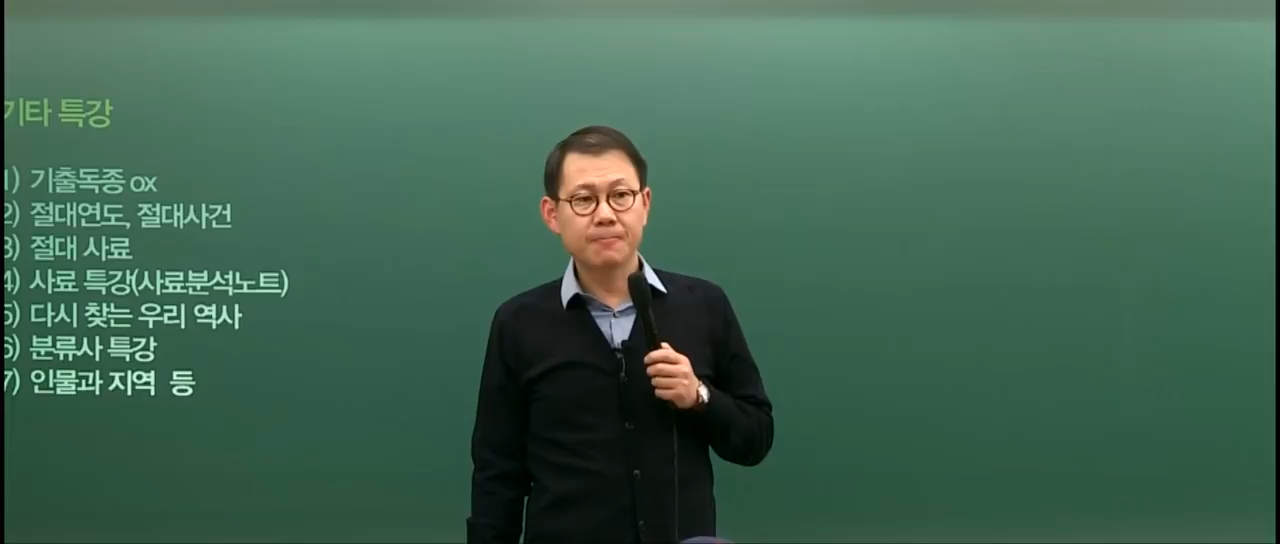 기타 특강
1) 기출독종 ox
2) 절대연도, 절대사건
3) 절대 사료
4) 사료 특강(사료분석노트)
5) 다시 찾는 우리 역사
6) 분류사 특강
7) 인물과 지역 등